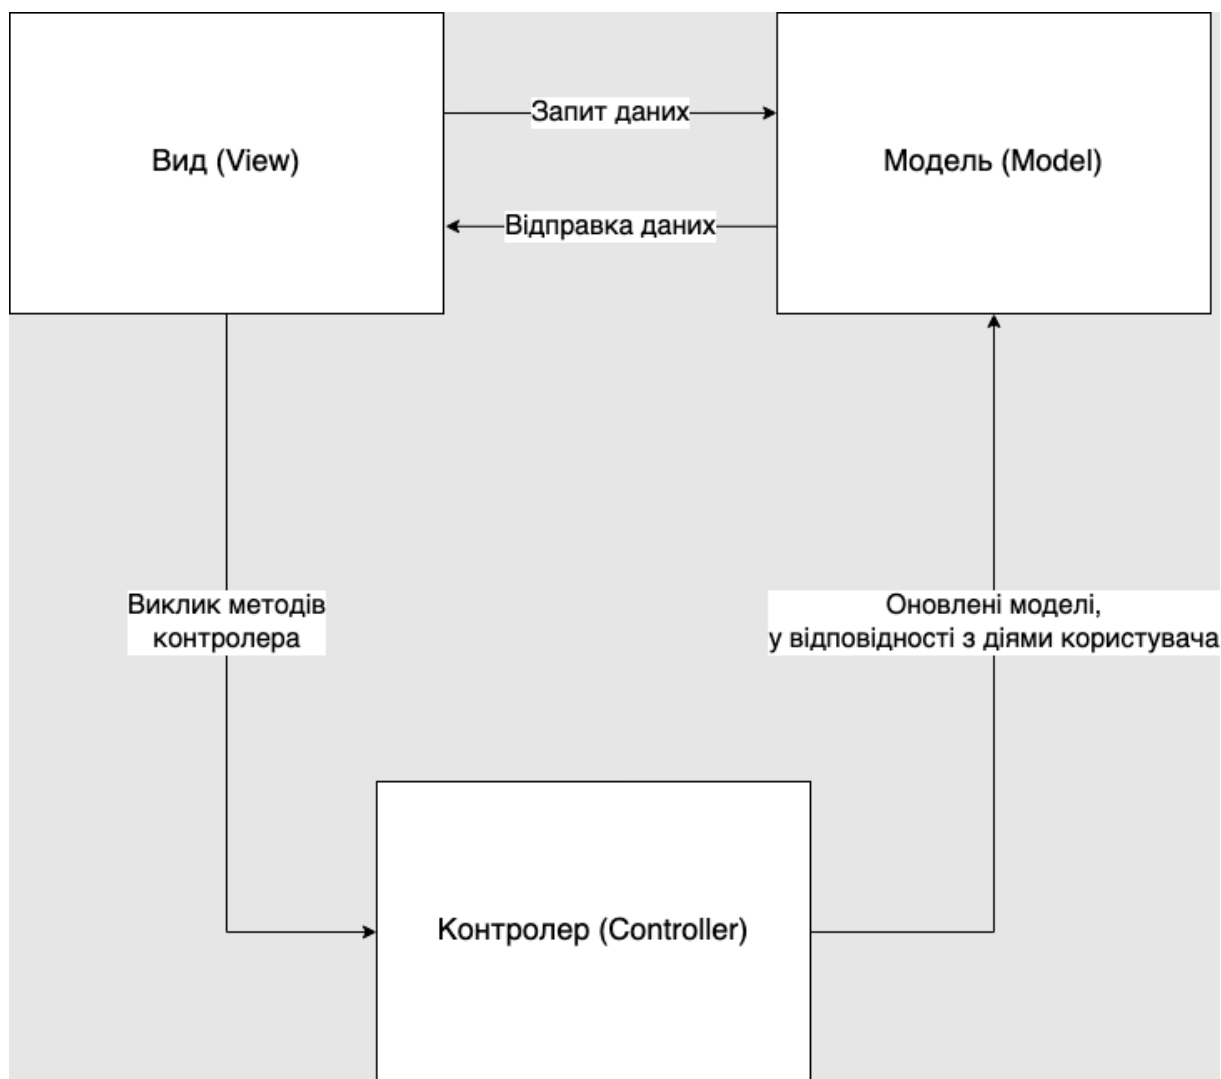 Вид (View)
Запит даних
Модель (Model)
Відправка даних
Виклик методів
контролера
Оновлені моделі,
у відповідності з діями користувача
Контролер (Controller)